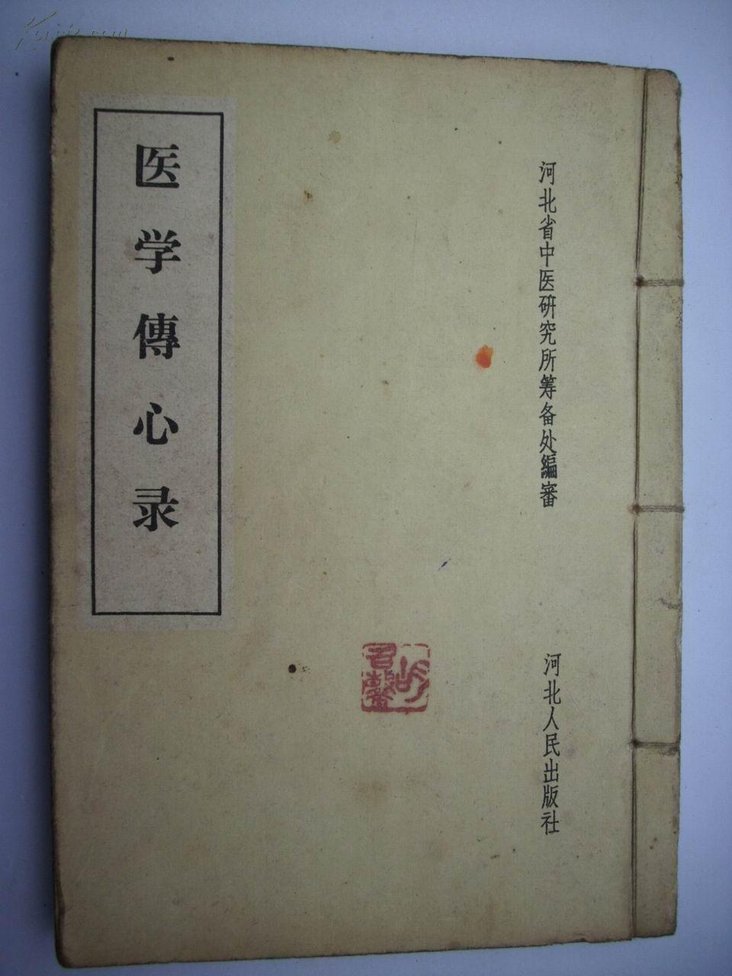 医学傳心录
河北省中医研究所筹备处編審
河北人民出版社